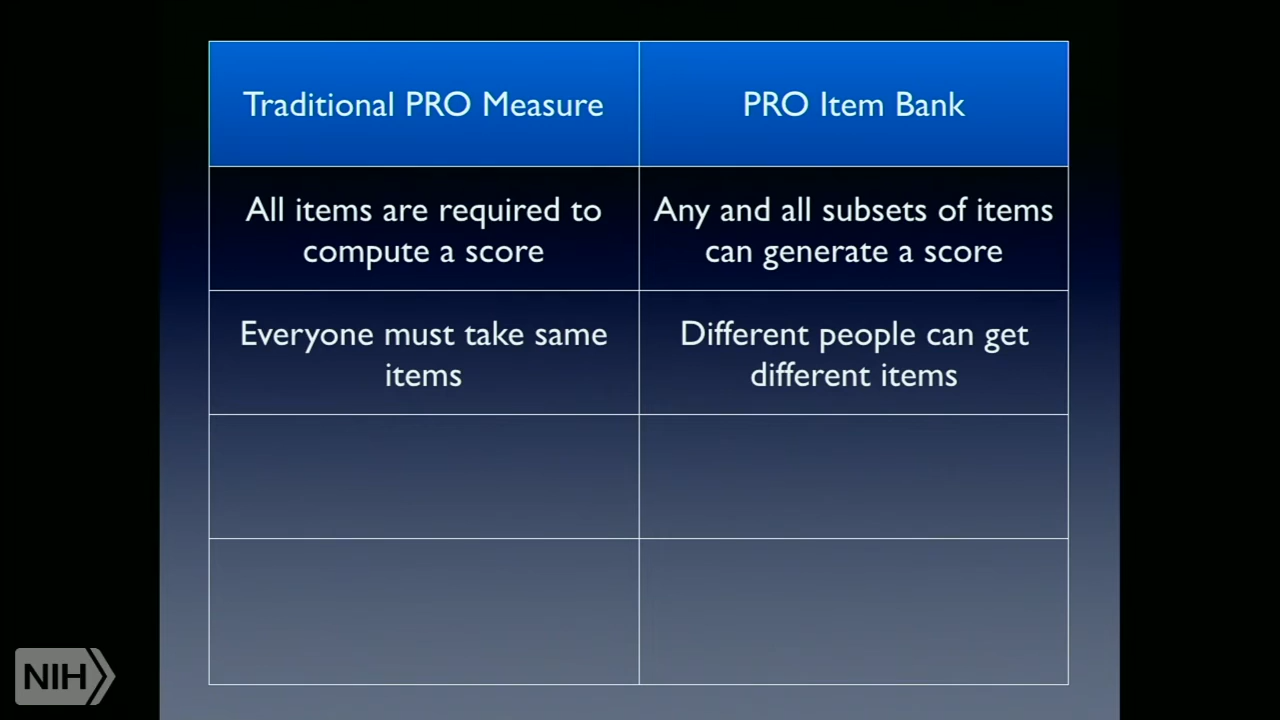 Traditional PRO Measure
PRO Item Bank
All items are required to
compute a score
Any and all subsets of items
can generate a score
Everyone must take same
items
Different people can get
different items
NIH